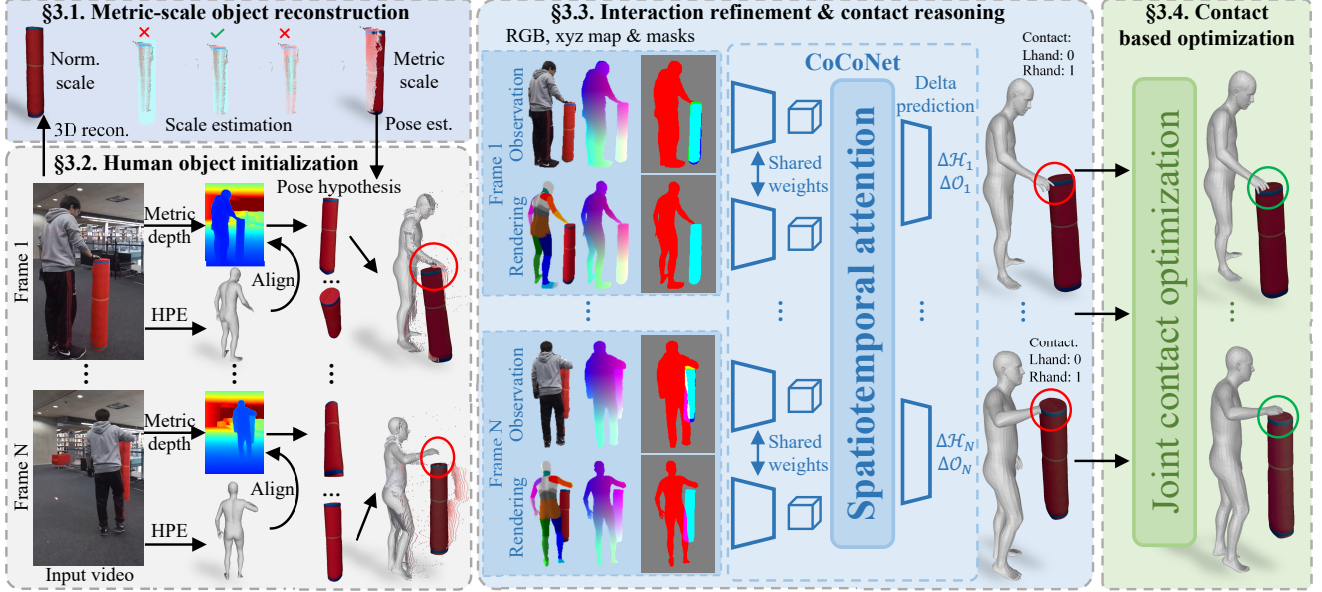 §3.1. Metric-scale object reconstruction
Norm.
scale
Metric
scale
3D recon.
Scale estimation
Pose est.
§3.2. Human object initialization
Pose hypothesis
Frame 1
Metric
depth
Align
HPE
Frame N
Metric
depth
Align
HPE
Input video
§3.3. Interaction refinement & contact reasoning
RGB, xyz map & masks
Frame 1
Observation
Rendering
Frame N
Observation
Rendering
CoCoNet
Shared
weights
Shared
weights
Spatiotemporal attention
Delta
prediction
Δℋ₁
Δ𝒪₁
Δℋ_N
Δ𝒪_N
Contact:
Lhand: 0
Rhand: 1
Contact:
Lhand: 0
Rhand: 1
§3.4. Contact
based optimization
Joint contact optimization